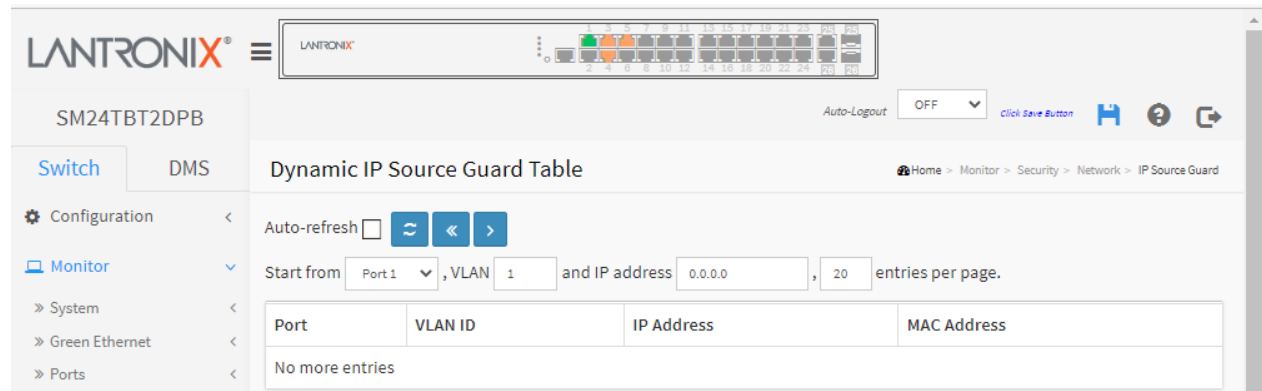 1 3 5 7 9 11 13 15 17 19 21 23 25 25
LANTRONIX® LANTRONIX
2 4 6 8 10 12 14 16 18 20 22 24 26 26
SM24TBT2DPB
Auto-Logout OFF Click Save Button
Switch DMS
Dynamic IP Source Guard Table
Home > Monitor > Security > Network > IP Source Guard
Configuration
Auto-refresh
Monitor
Start from Port 1 , VLAN 1 and IP address 0.0.0.0 , 20 entries per page.
» System
Port VLAN ID IP Address MAC Address
» Green Ethernet
No more entries
» Ports